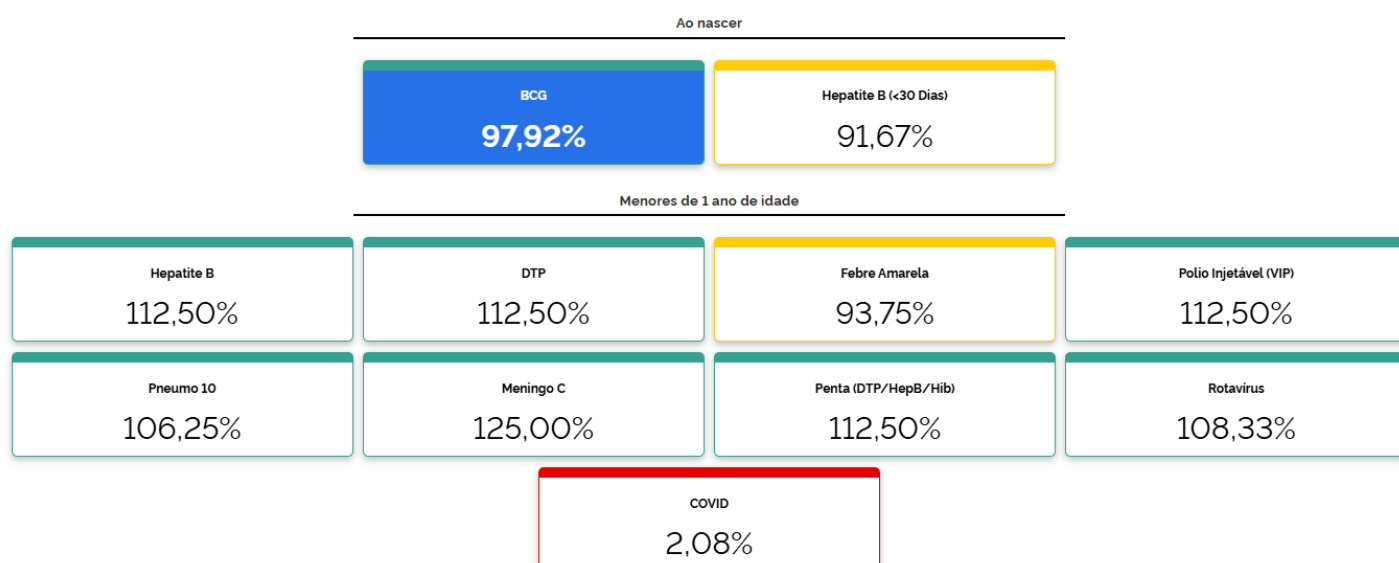 Ao nascer
BCG
Hepatite B (<30 Dias)
97,92%
91,67%
Menores de 1 ano de idade
Hepatite B
DTP
Febre Amarela
Polio Injetável (VIP)
112,50%
112,50%
93,75%
112,50%
Pneumo 10
Meningo C
Penta (DTP/HepB/Hib)
Rotavírus
106,25%
125,00%
112,50%
108,33%
COVID
2,08%